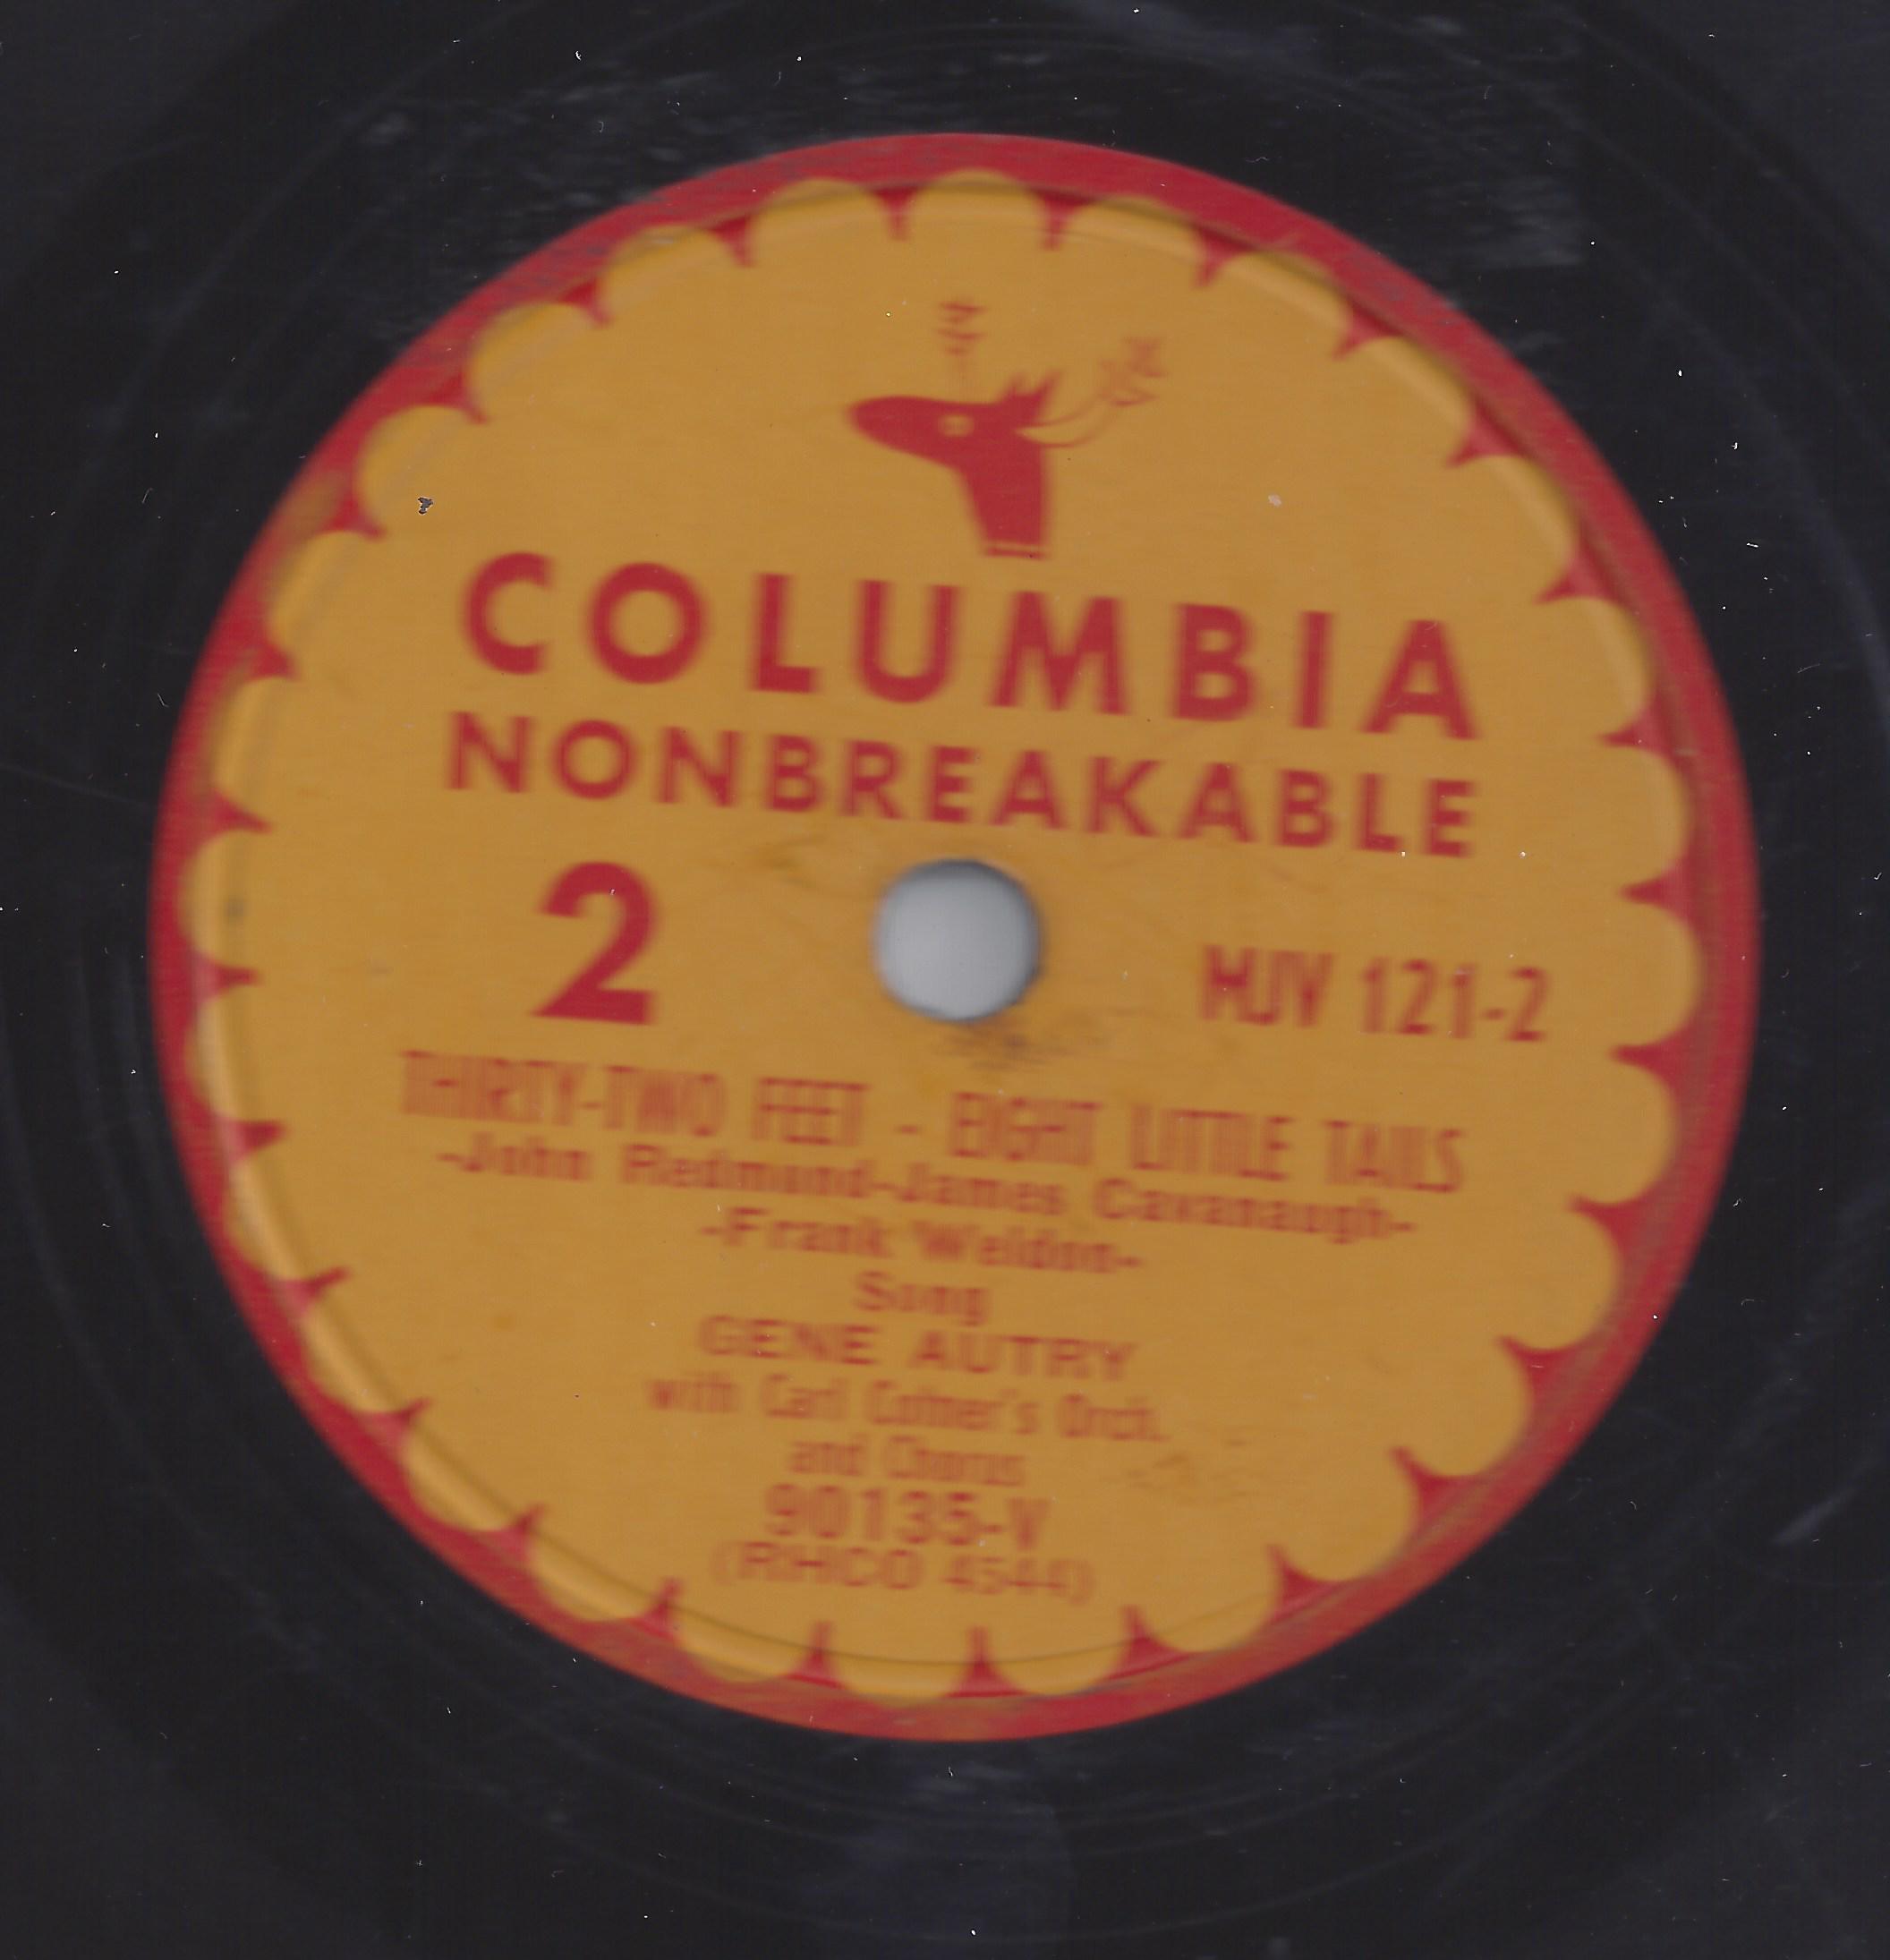 COLUMBIA
NONBREAKABLE
2
HJV 121-2
THIRTY-TWO FEET - EIGHT LITTLE TAILS
-John Redmond-James Cavanaugh-
-Frank Weldon-
Song
GENE AUTRY
with Carl Cotner's Orch.
and Chorus
90135-V
(RHCO 4544)